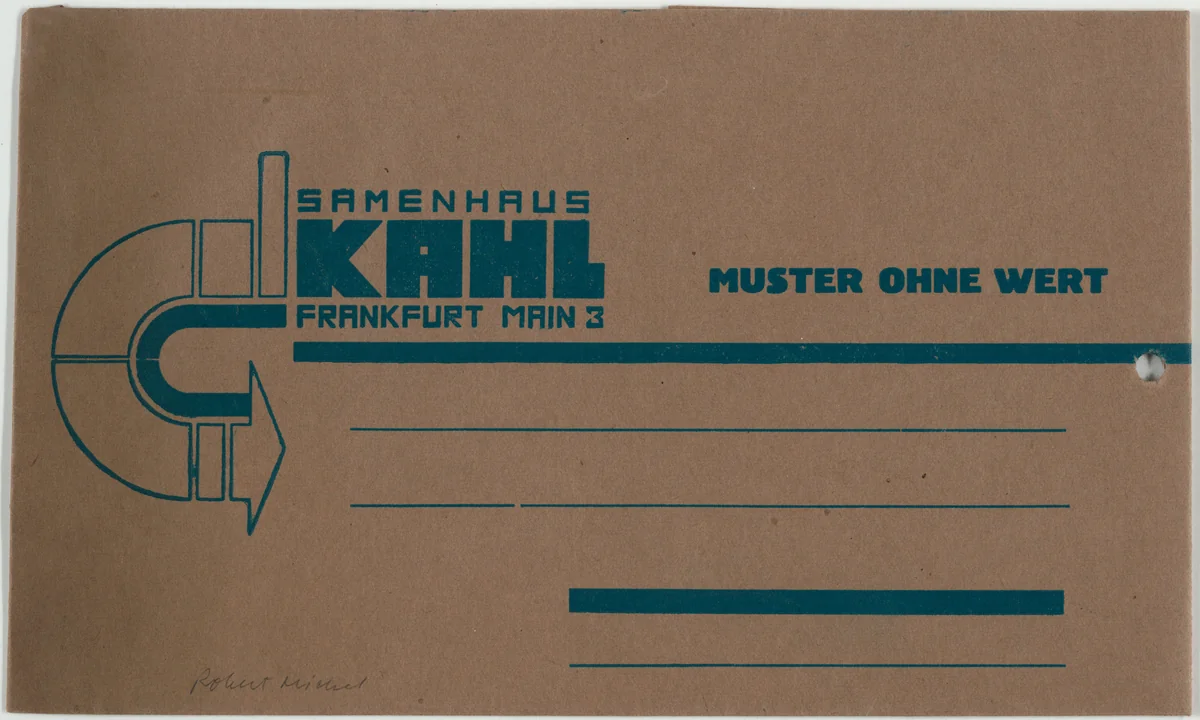 SAMENHAUS
KAHL
FRANKFURT MAIN 3
MUSTER OHNE WERT
Robert Michel